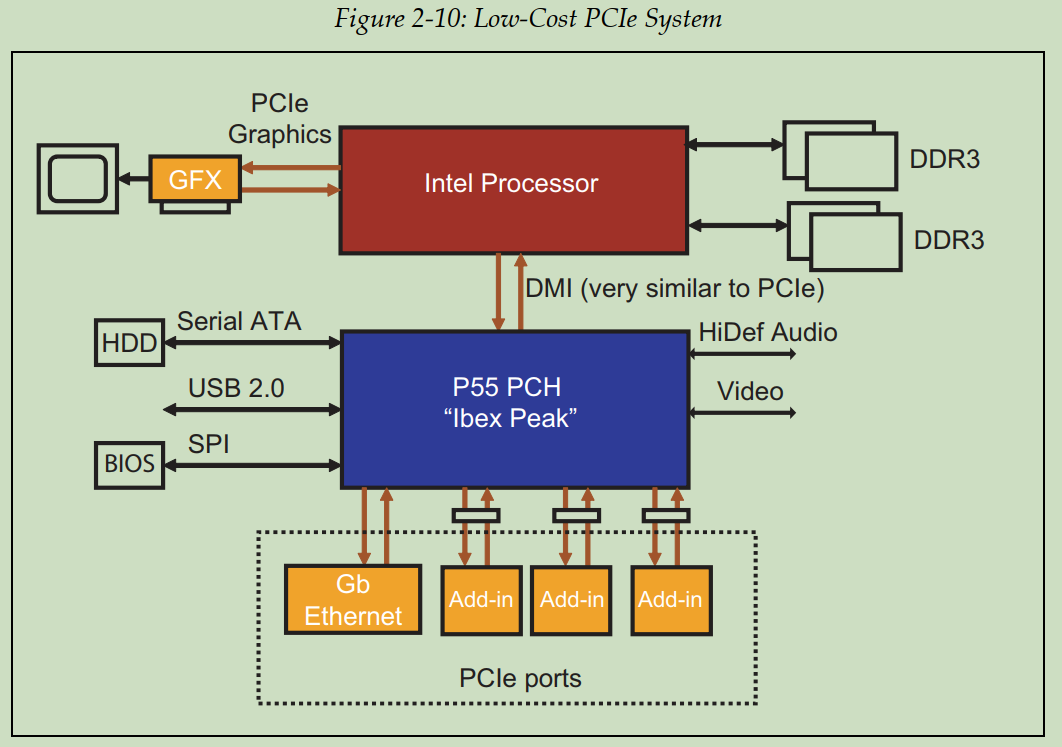 Figure 2-10: Low-Cost PCIe System
PCIe
Graphics
GFX
Intel Processor
DDR3
DDR3
DMI (very similar to PCIe)
HDD
Serial ATA
USB 2.0
BIOS
SPI
P55 PCH
“Ibex Peak”
HiDef Audio
Video
Gb
Ethernet
Add-in
Add-in
Add-in
PCIe ports